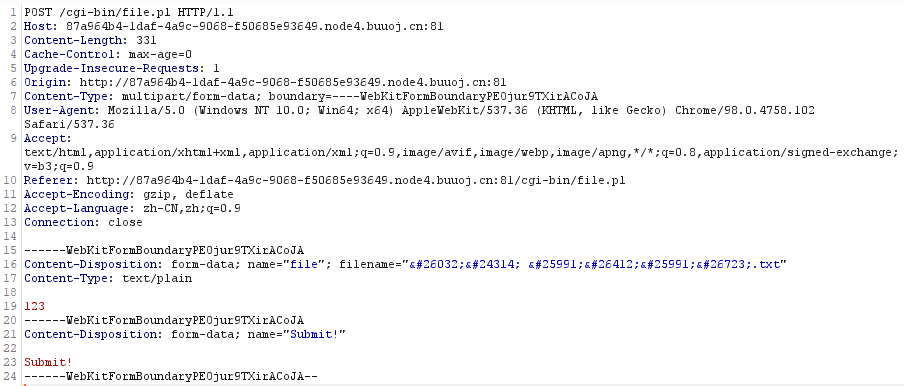 1 POST /cgi-bin/file.pl HTTP/1.1
2 Host: 87a964b4-1daf-4a9c-9068-f50685e93649.node4.buuoj.cn:81
3 Content-Length: 331
4 Cache-Control: max-age=0
5 Upgrade-Insecure-Requests: 1
6 Origin: http://87a964b4-1daf-4a9c-9068-f50685e93649.node4.buuoj.cn:81
7 Content-Type: multipart/form-data; boundary=----WebKitFormBoundaryPE0jur9TXirACoJA
8 User-Agent: Mozilla/5.0 (Windows NT 10.0; Win64; x64) AppleWebKit/537.36 (KHTML, like Gecko) Chrome/98.0.4758.102
Safari/537.36
9 Accept:
text/html,application/xhtml+xml,application/xml;q=0.9,image/avif,image/webp,image/apng,*/*;q=0.8,application/signed-exchange;
v=b3;q=0.9
10 Referer: http://87a964b4-1daf-4a9c-9068-f50685e93649.node4.buuoj.cn:81/cgi-bin/file.pl
11 Accept-Encoding: gzip, deflate
12 Accept-Language: zh-CN,zh;q=0.9
13 Connection: close
14
15 ------WebKitFormBoundaryPE0jur9TXirACoJA
16 Content-Disposition: form-data; name="file"; filename="&#26032;&#24314; &#25991;&#26412;&#25991;&#26723;.txt"
17 Content-Type: text/plain
18
19 123
20 ------WebKitFormBoundaryPE0jur9TXirACoJA
21 Content-Disposition: form-data; name="Submit!"
22
23 Submit!
24 ------WebKitFormBoundaryPE0jur9TXirACoJA--